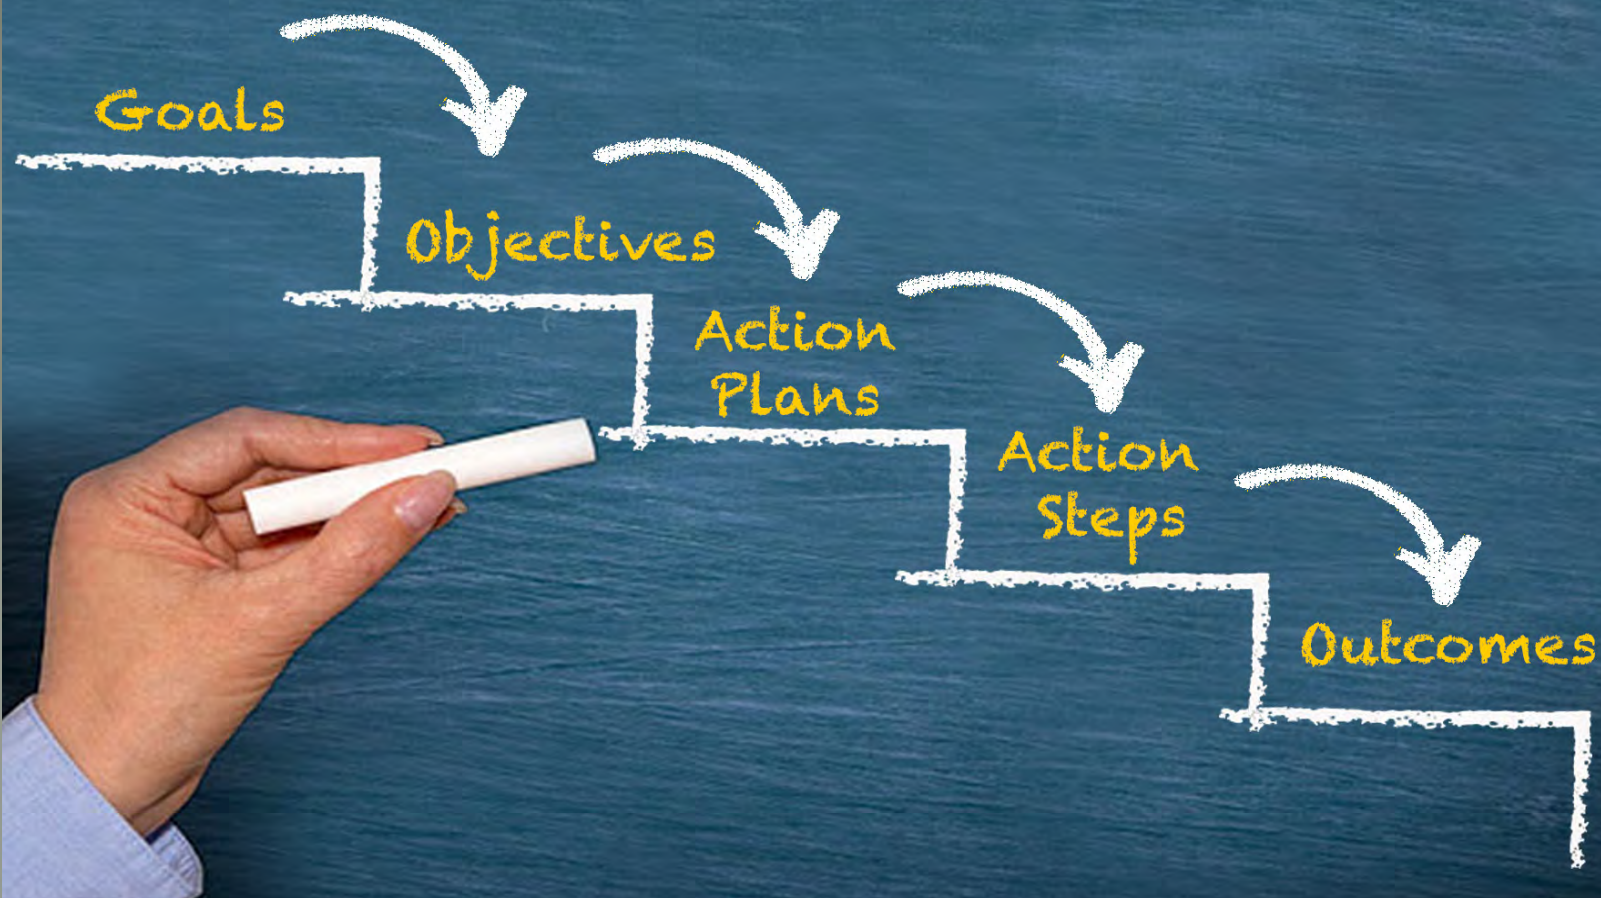 Goals
Objectives
Action
Plans
Action
Steps
Outcomes